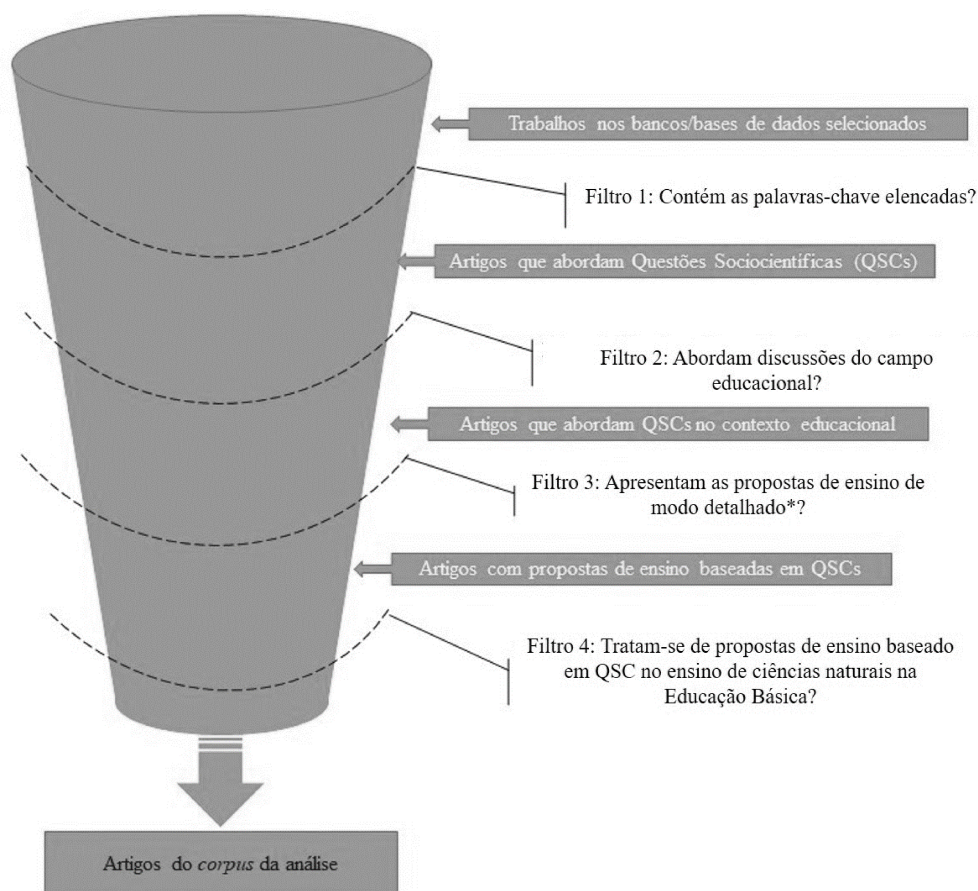 Trabalhos nos bancos/bases de dados selecionados
Filtro 1: Contém as palavras-chave elencadas?
Artigos que abordam Questões Sociocientíficas (QSCs)
Filtro 2: Abordam discussões do campo
educacional?
Artigos que abordam QSCs no contexto educacional
Filtro 3: Apresentam as propostas de ensino de
modo detalhado*?
Artigos com propostas de ensino baseadas em QSCs
Filtro 4: Tratam-se de propostas de ensino baseado
em QSC no ensino de ciências naturais na
Educação Básica?
Artigos do corpus da análise